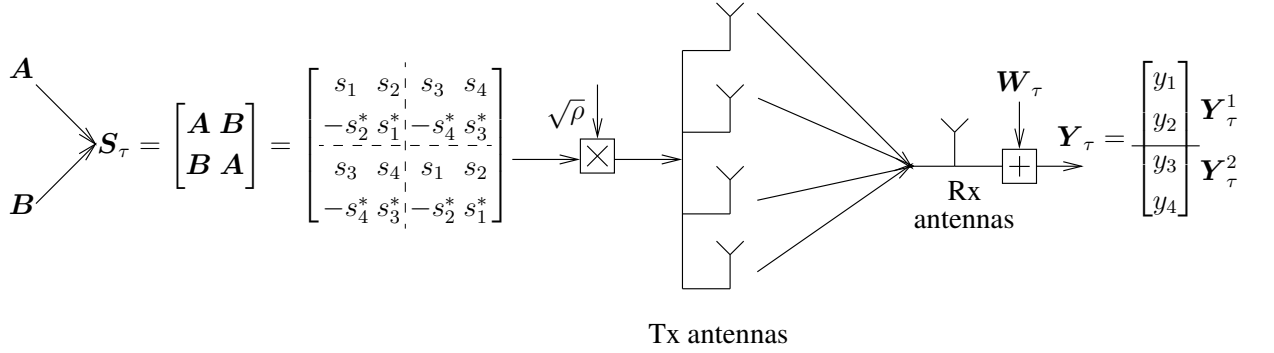 A
B
S_τ = [A B; B A] =
s_1 s_2 s_3 s_4
−s_2^* s_1^* −s_4^* s_3^*
s_3 s_4 s_1 s_2
−s_4^* s_3^* −s_2^* s_1^*
√ρ
×
Tx antennas
Rx
antennas
W_τ
+
Y_τ =
y_1
y_2
y_3
y_4
Y_τ^1
Y_τ^2